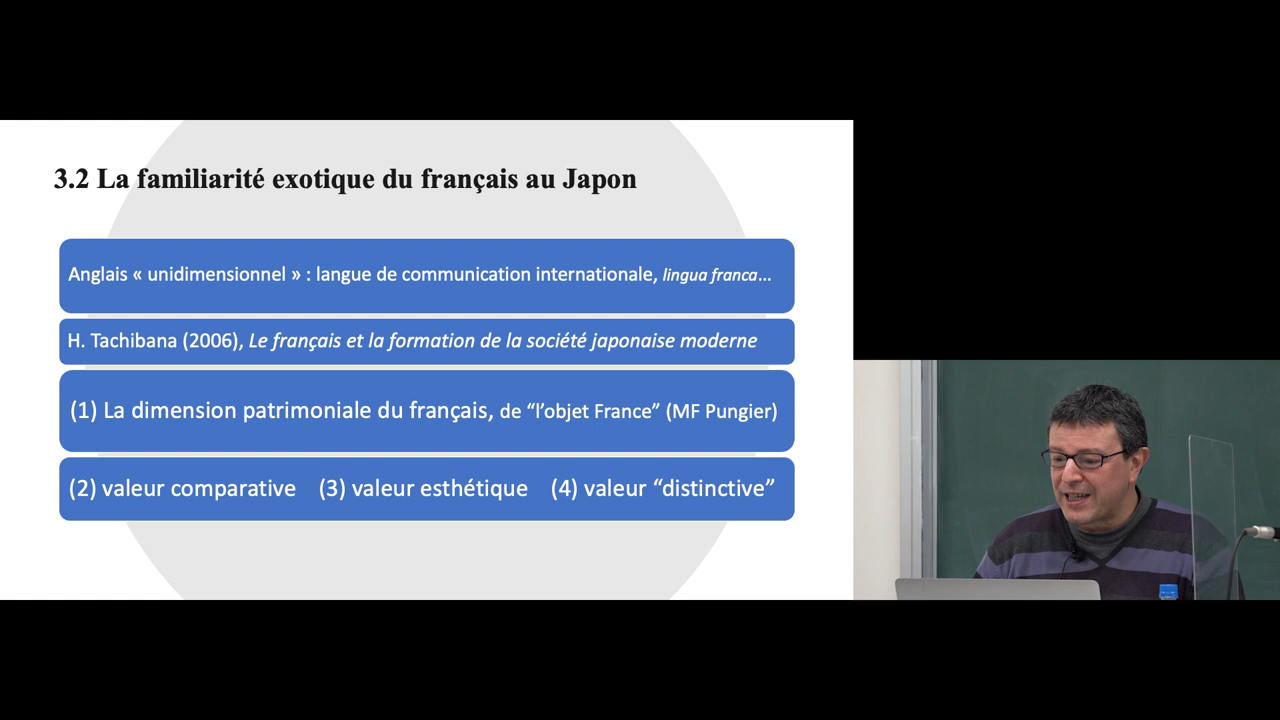 3.2 La familiarité exotique du français au Japon
Anglais « unidimensionnel » : langue de communication internationale, lingua franca...
H. Tachibana (2006), Le français et la formation de la société japonaise moderne
(1) La dimension patrimoniale du français, de “l’objet France” (MF Pungier)
(2) valeur comparative (3) valeur esthétique (4) valeur “distinctive”